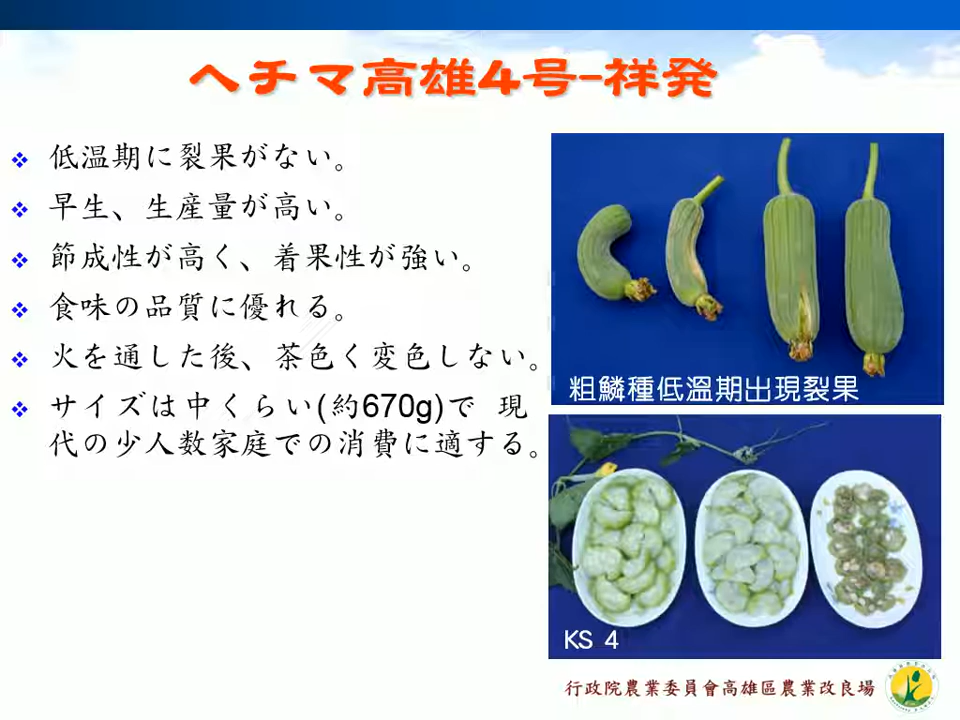 ヘチマ高雄4号-祥発
低温期に裂果がない。
早生、生産量が高い。
節成性が高く、着果性が強い。
食味の品質に優れる。
火を通した後、茶色く変色しない。
サイズは中くらい(約670g)で 現
代の少人数家庭での消費に適する。
粗鱗種低溫期出現裂果
KS 4
行政院農業委員會高雄區農業改良場